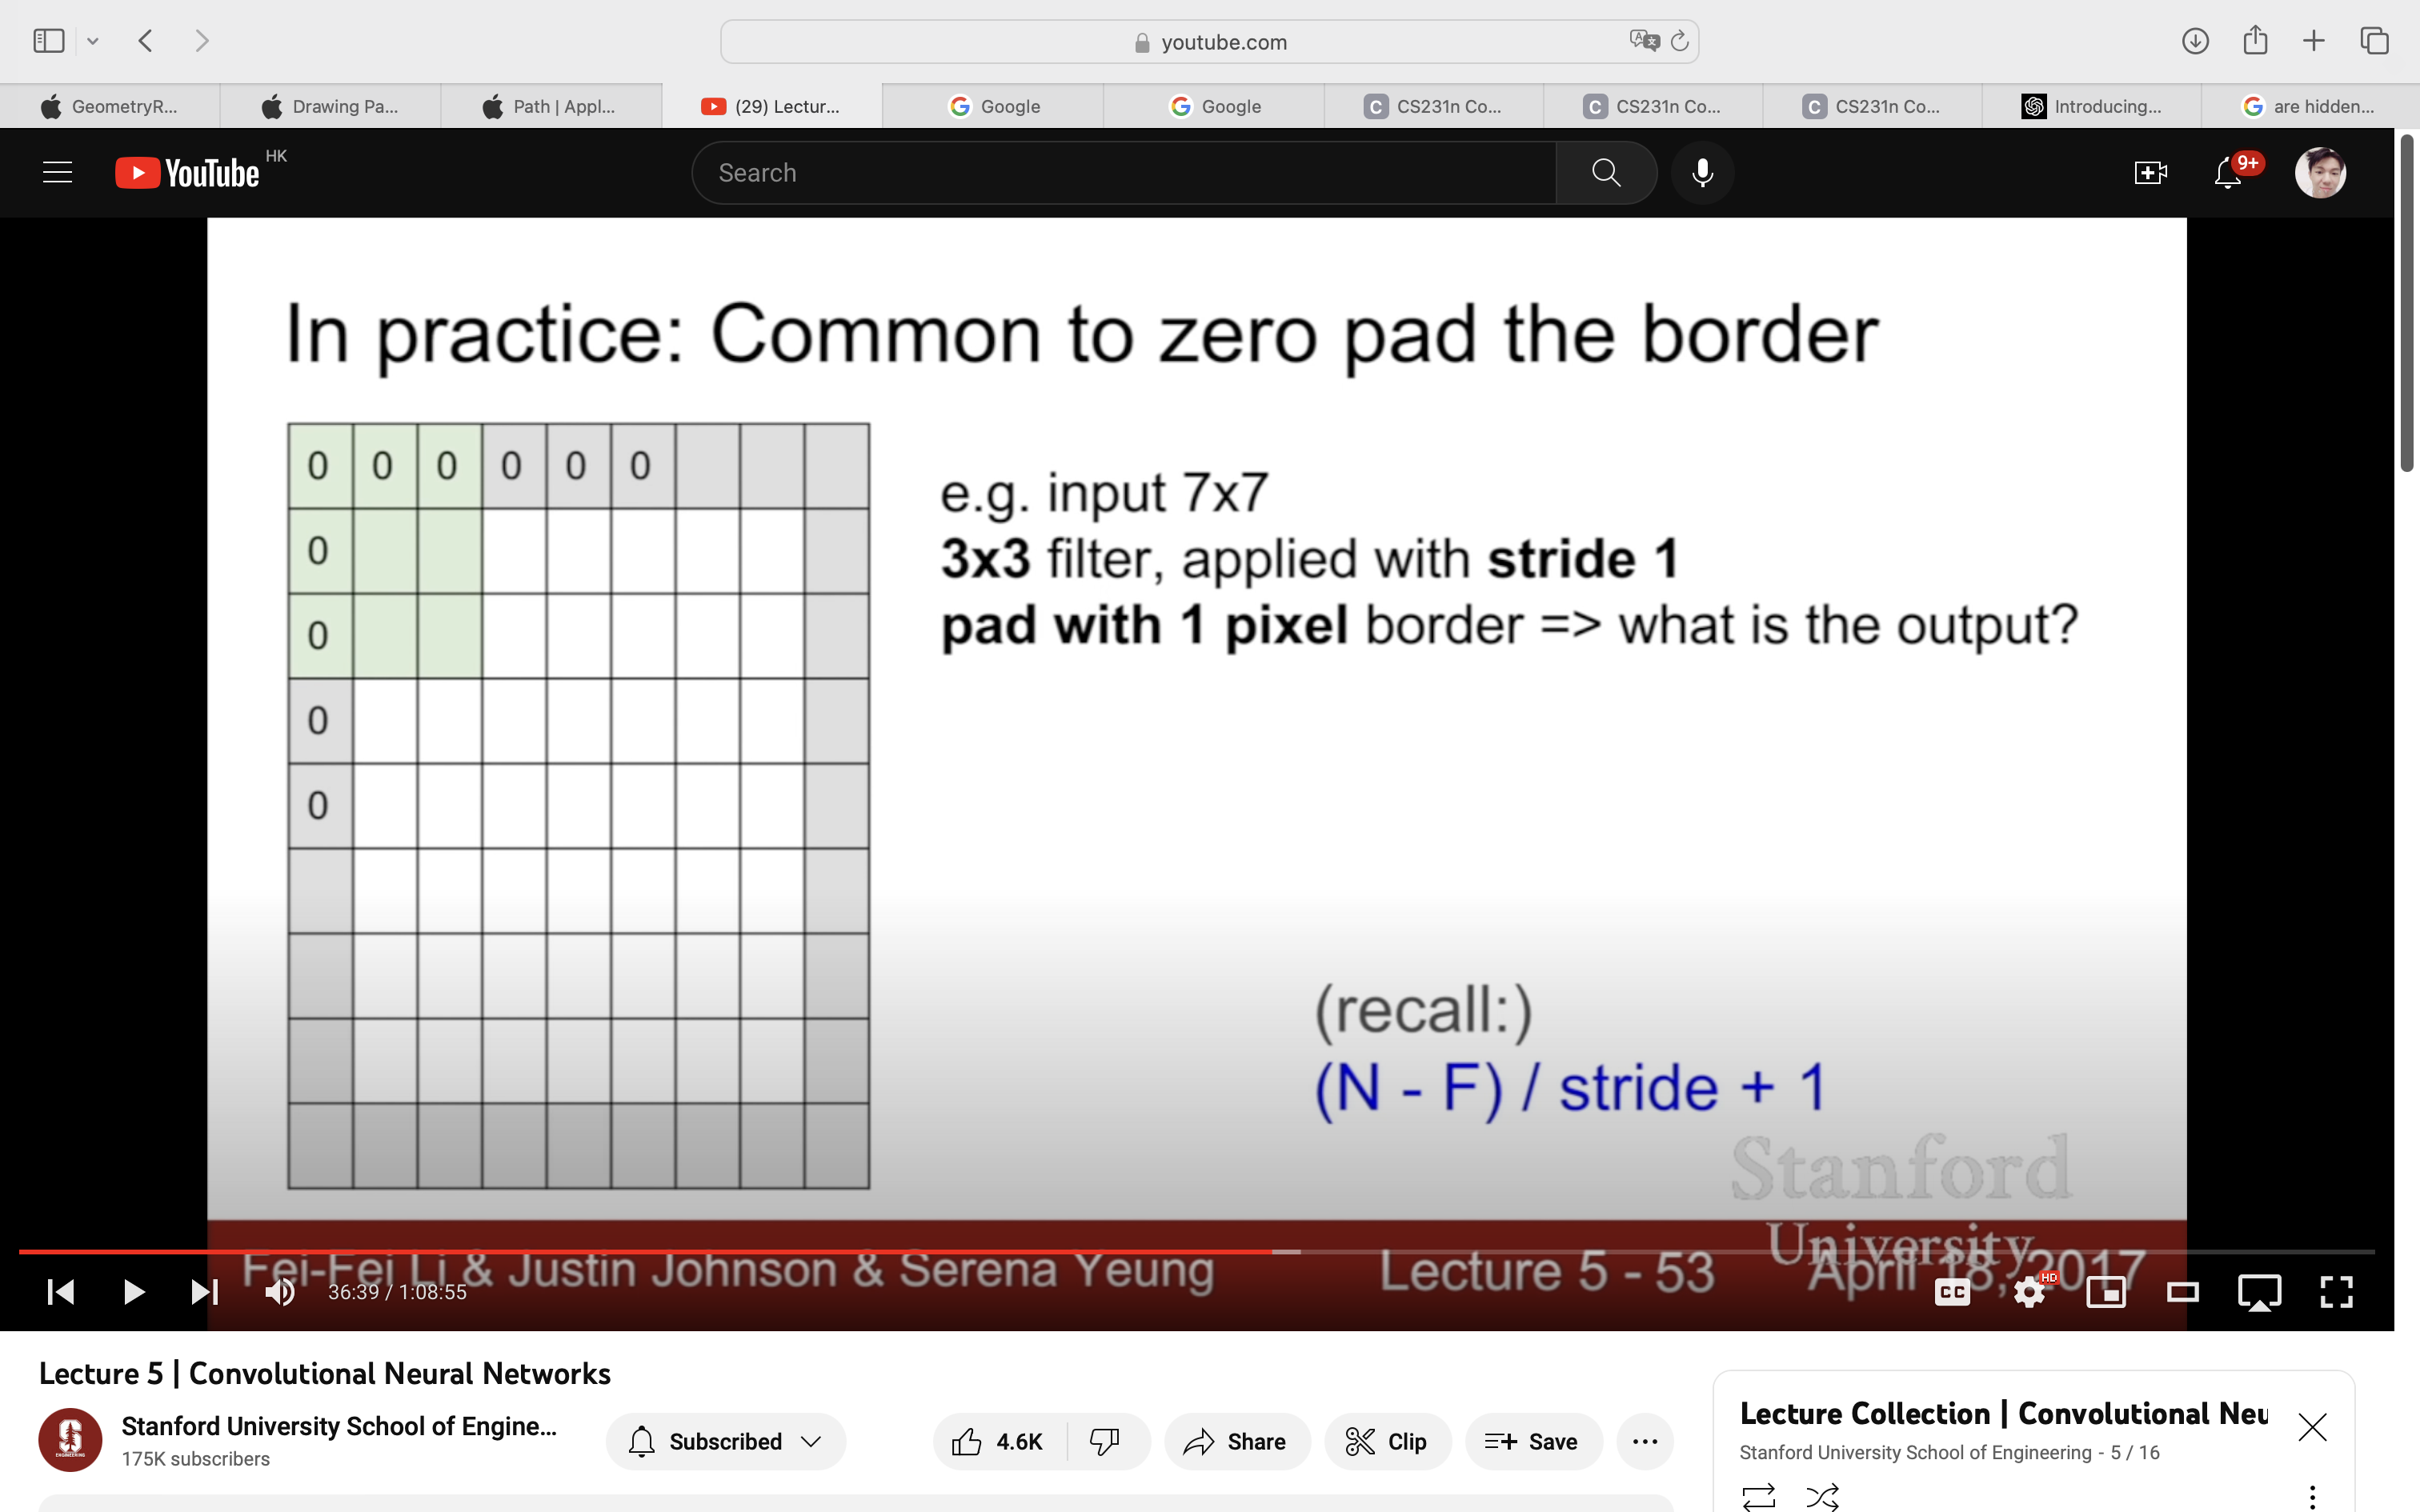 youtube.com
GeometryR...
Drawing Pa...
Path | Appl...
(29) Lectur...
Google
Google
C CS231n Co...
C CS231n Co...
C CS231n Co...
Introducing...
are hidden...
YouTube HK
Search
9+
In practice: Common to zero pad the border
0 0 0 0 0 0
0
0
0
0
e.g. input 7x7
3x3 filter, applied with stride 1
pad with 1 pixel border => what is the output?
(recall:)
(N - F) / stride + 1
Stanford
University
Fei-Fei Li & Justin Johnson & Serena Yeung
Lecture 5 - 53
April 18, 2017
36:39 / 1:08:55
CC
HD
Lecture 5 | Convolutional Neural Networks
Stanford University School of Engine...
175K subscribers
Subscribed
4.6K
Share
Clip
Save
Lecture Collection | Convolutional Neu
Stanford University School of Engineering - 5 / 16